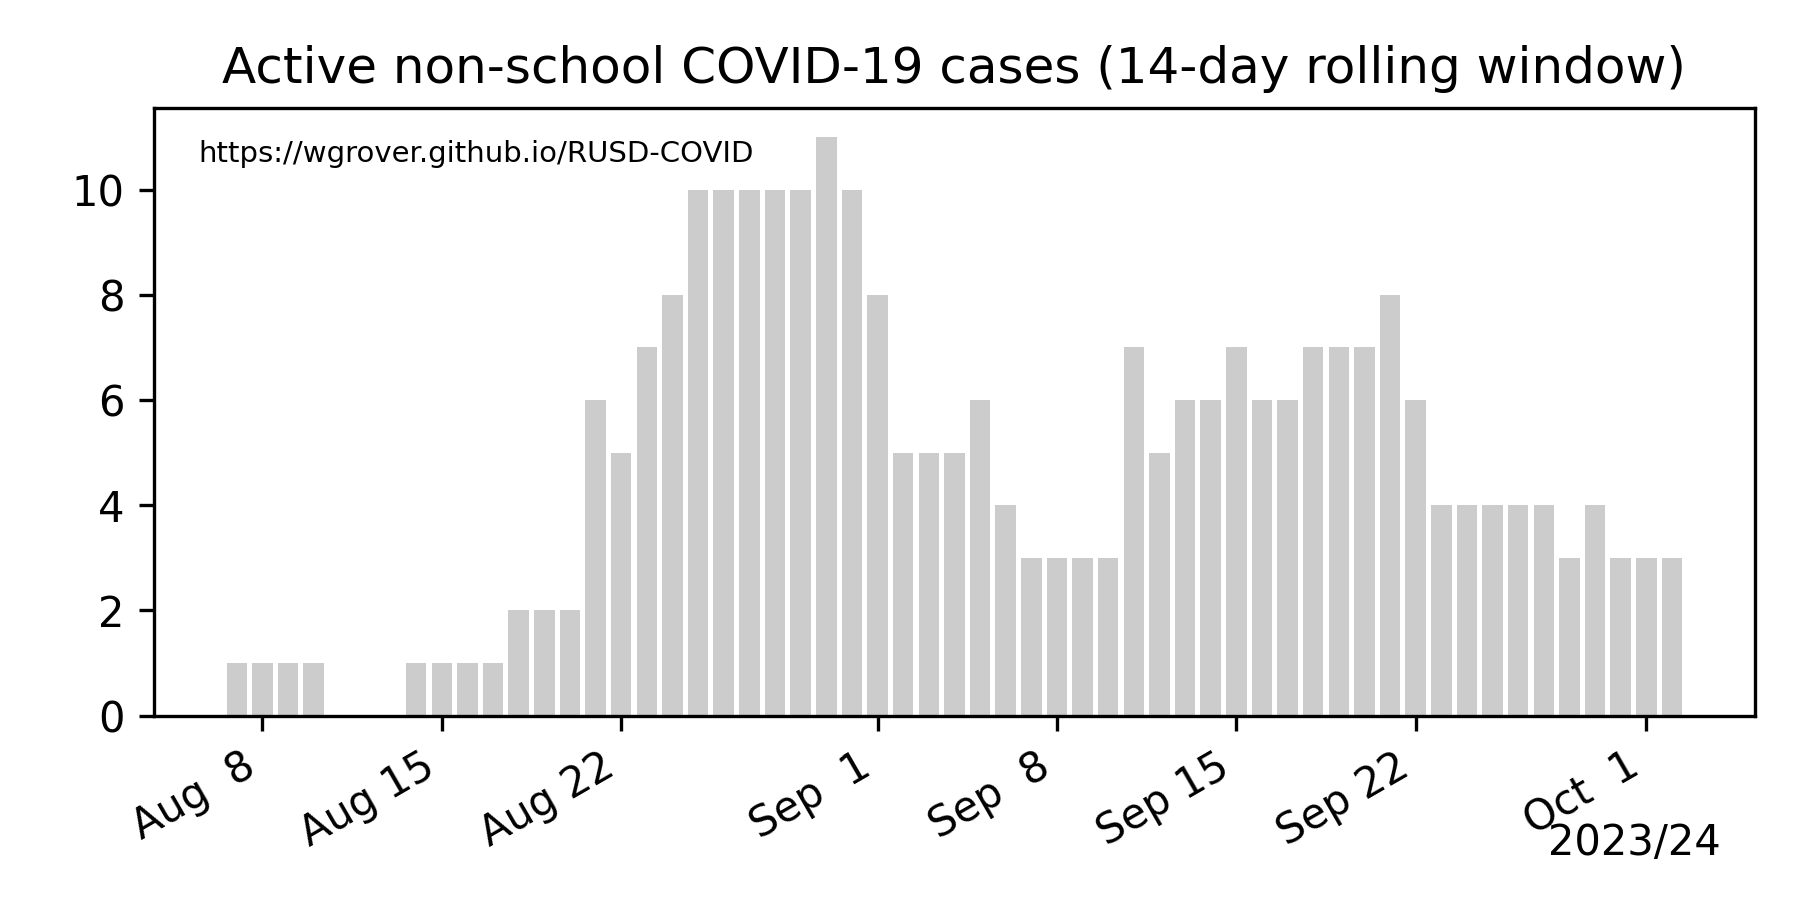 Active non-school COVID-19 cases (14-day rolling window)
https://wgrover.github.io/RUSD-COVID
10
8
6
4
2
0
Aug 8
Aug 15
Aug 22
Sep 1
Sep 8
Sep 15
Sep 22
Oct 1
2023/24